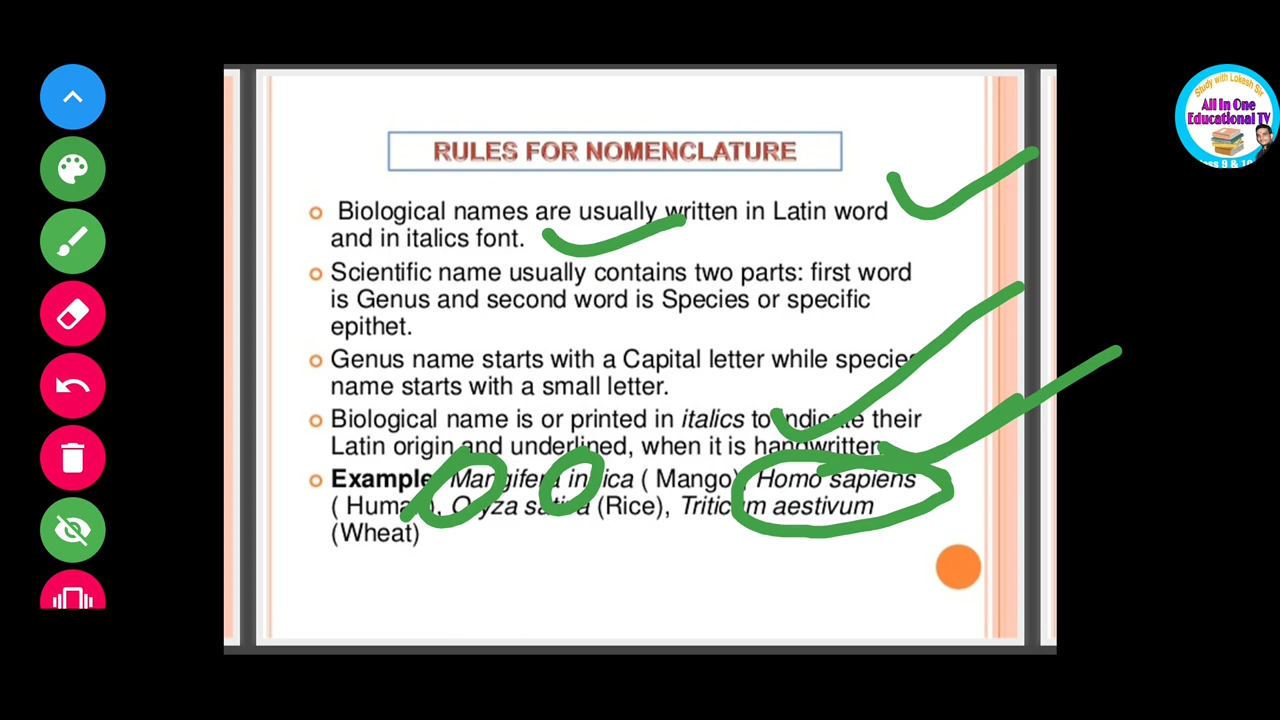 Study with Lokesh Sir
All In One
Educational TV
RULES FOR NOMENCLATURE
Biological names are usually written in Latin word
and in italics font.
Scientific name usually contains two parts: first word
is Genus and second word is Species or specific
epithet.
Genus name starts with a Capital letter while species
name starts with a small letter.
Biological name is or printed in italics to indicate their
Latin origin and underlined, when it is handwritten.
Example: Mangifera indica ( Mango), Homo sapiens
( Human), Oryza sativa (Rice), Triticum aestivum
(Wheat)